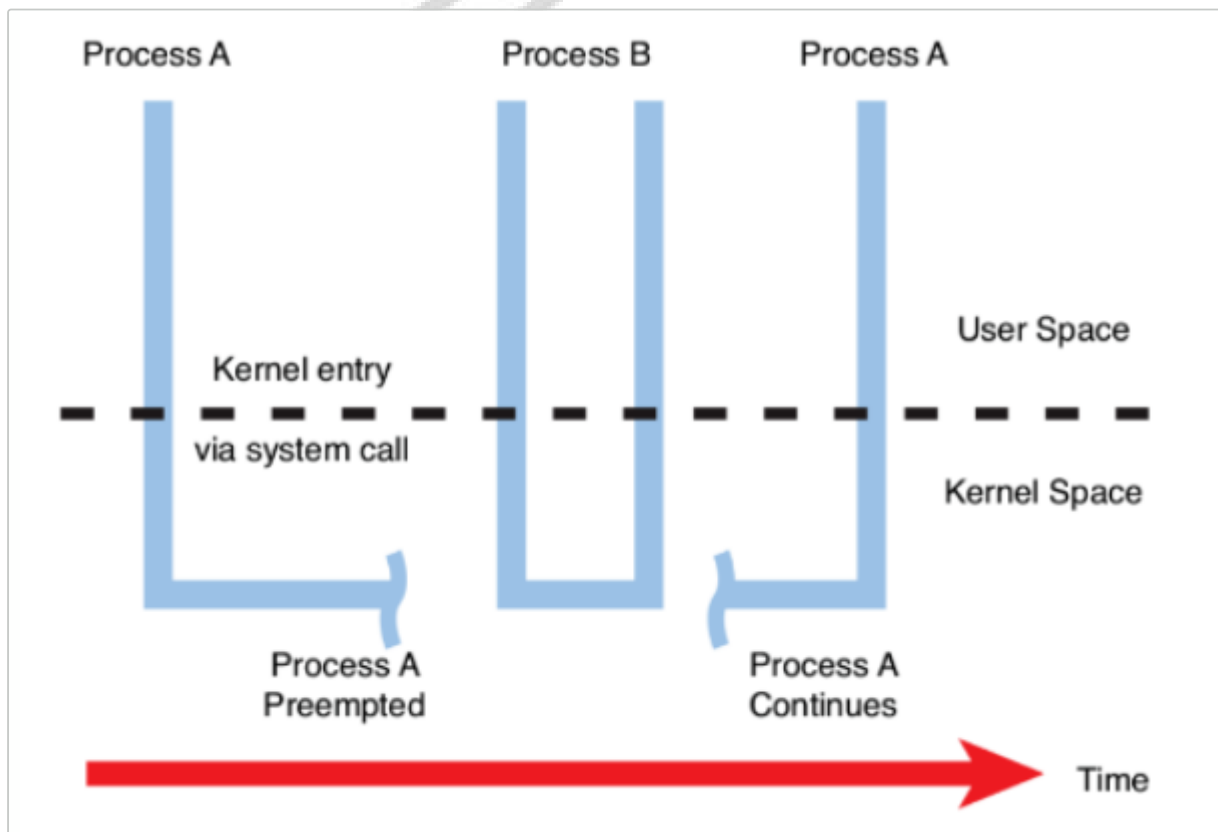 Process A
Process B
Process A
User Space
Kernel entry
via system call
Kernel Space
Process A
Preempted
Process A
Continues
Time